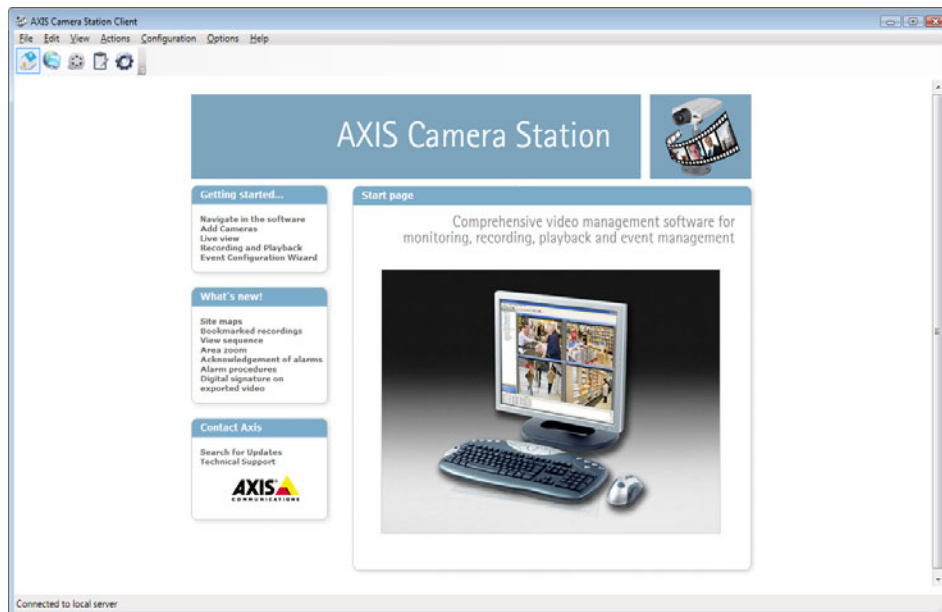 AXIS Camera Station Client
File Edit View Actions Configuration Options Help
AXIS Camera Station
Getting started...
Navigate in the software
Add Cameras
Live view
Recording and Playback
Event Configuration Wizard
What's new!
Site maps
Bookmarked recordings
View sequence
Area zoom
Acknowledgement of alarms
Alarm procedures
Digital signature on
exported video
Contact Axis
Search for Updates
Technical Support
AXIS
COMMUNICATIONS
Start page
Comprehensive video management software for
monitoring, recording, playback and event management
Connected to local server